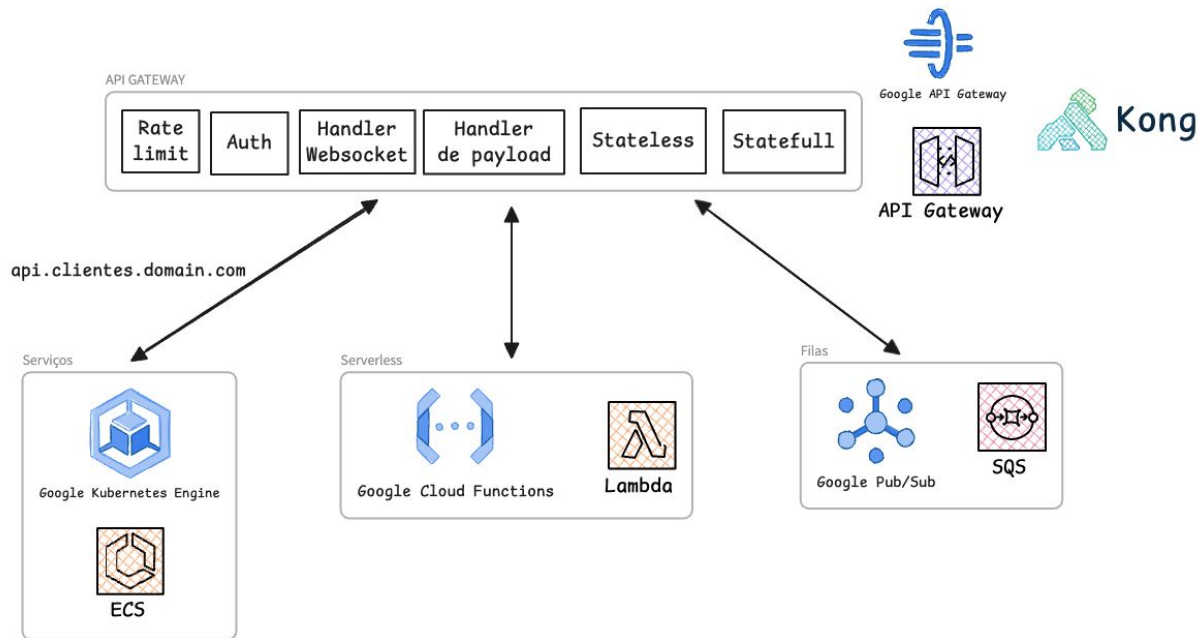 Google API Gateway
API GATEWAY
Rate
limit
Auth
Handler
Websocket
Handler
de payload
Stateless
Statefull
Kong
API Gateway
api.clientes.domain.com
Serviços
Google Kubernetes Engine
ECS
Serverless
Google Cloud Functions
Lambda
Filas
Google Pub/Sub
SQS